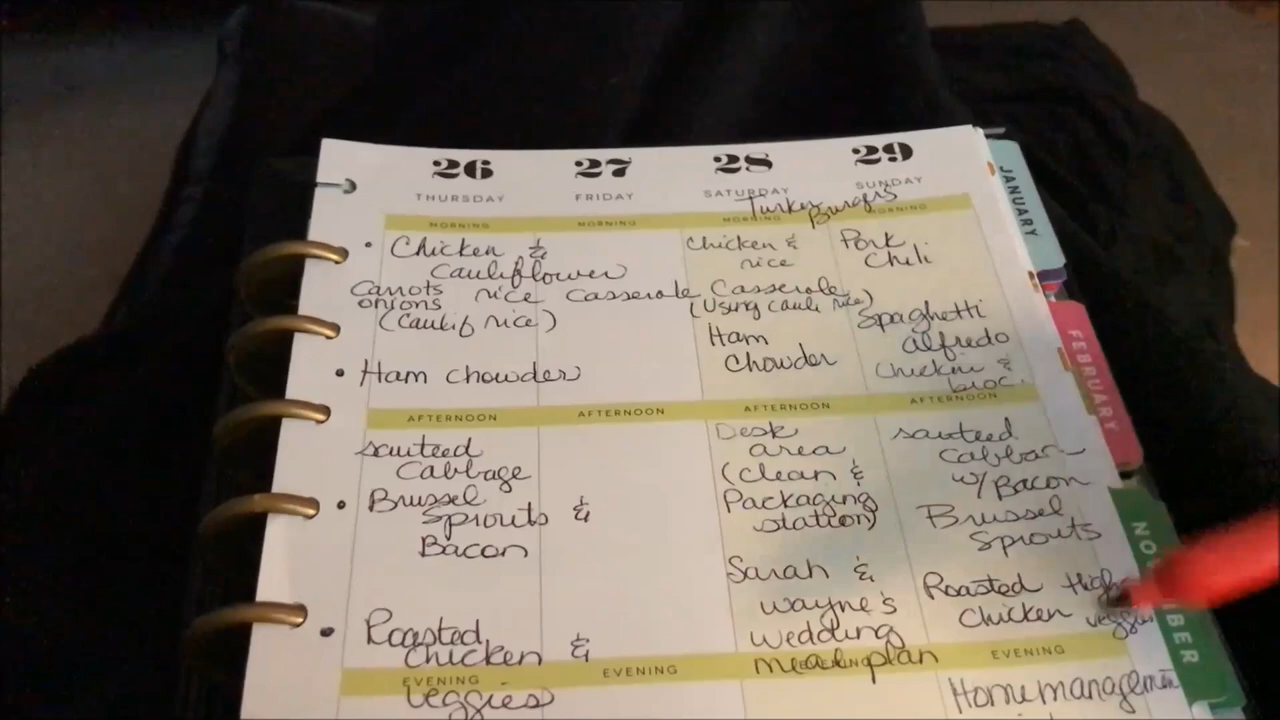 26 27 28 29
THURSDAY FRIDAY SATURDAY SUNDAY
Turkey Burgers
MORNING MORNING MORNING MORNING
Chicken &
cauliflower
Carrots
onions rice casserole
(Caulif rice)
• Ham chowder
Chicken &
rice
Casserole
(Using cauli rice)
Ham
Chowder
Pork
Chili
Spaghetti
alfredo
Chicken &
broc.
AFTERNOON AFTERNOON AFTERNOON AFTERNOON
sauteed
Cabbage
• Brussel
Sprouts &
Bacon
• Roasted
chicken &
Desk
area
(clean &
Packaging
station)
Sarah &
Wayne's
wedding
meal plan
sauteed
w/Bacon
Brussel
Sprouts
Roasted
Chicken
EVENING EVENING EVENING
veggies
Home
JANUARY
FEBRUARY